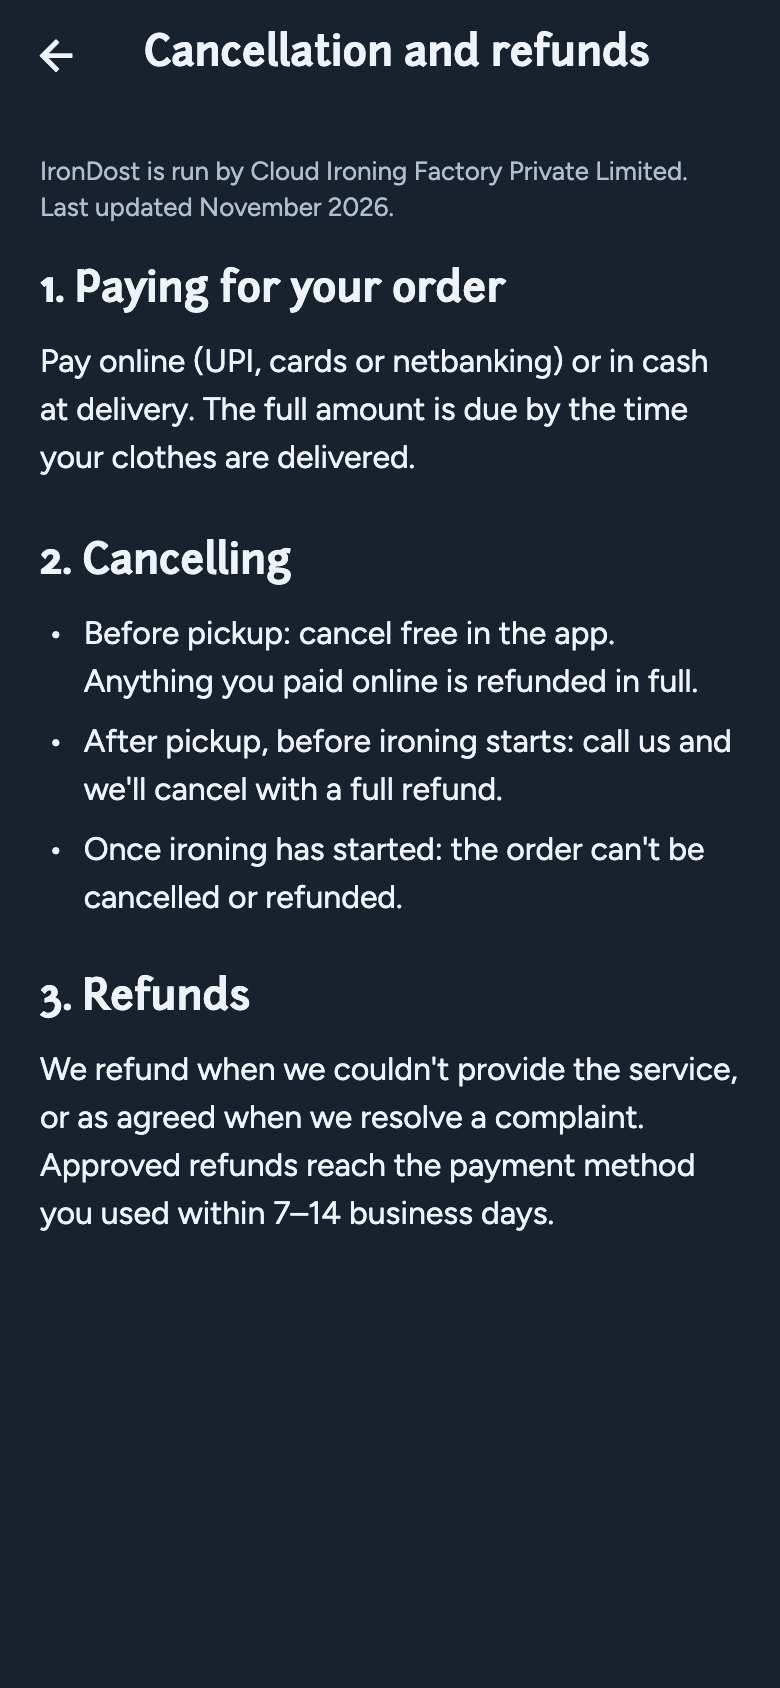 Cancellation and refunds
IronDost is run by Cloud Ironing Factory Private Limited.
Last updated November 2026.
1. Paying for your order
Pay online (UPI, cards or netbanking) or in cash
at delivery. The full amount is due by the time
your clothes are delivered.
2. Cancelling
• Before pickup: cancel free in the app.
Anything you paid online is refunded in full.
• After pickup, before ironing starts: call us and
we'll cancel with a full refund.
• Once ironing has started: the order can't be
cancelled or refunded.
3. Refunds
We refund when we couldn't provide the service,
or as agreed when we resolve a complaint.
Approved refunds reach the payment method
you used within 7–14 business days.